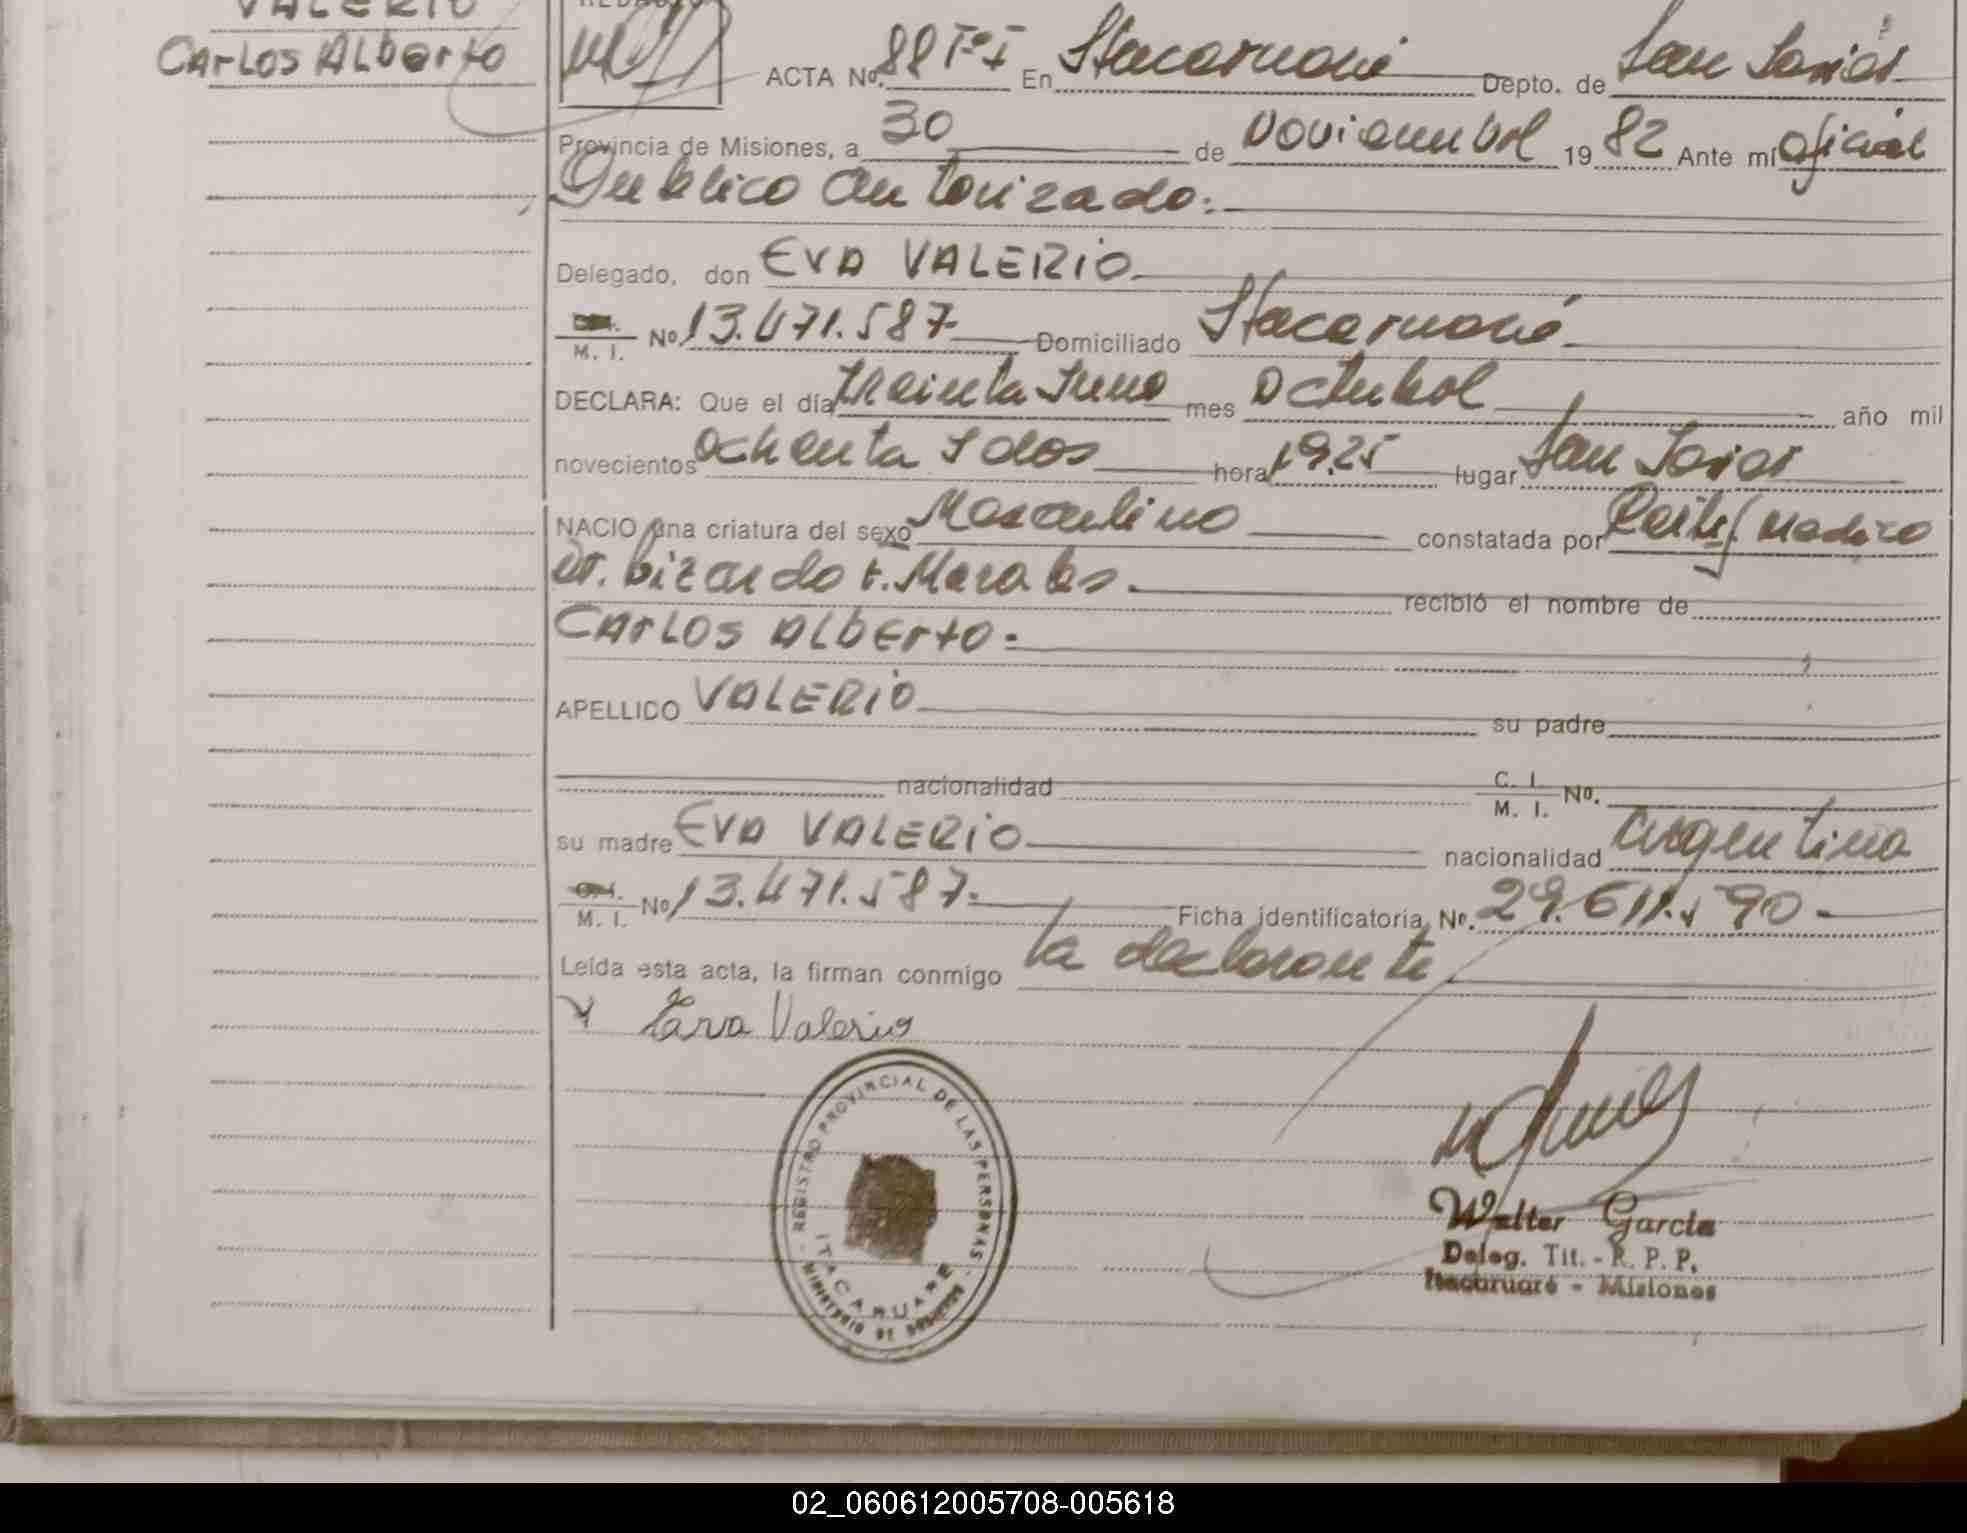 VALERIO
Carlos Alberto
ACTA Nº. 88 Tº I En Itacaruaré Depto. de San Javier
Provincia de Misiones, a 30 de Noviembre 1982 Ante mí oficial
Publico autorizado:
Delegado, don EVA VALERIO
M. I. Nº 13.471.587 Domiciliado Itacaruaré
DECLARA: Que el día treinta y uno mes Octubre año mil
novecientos ochenta y dos hora 19.25 lugar San Javier
NACIO una criatura del sexo Masculino constatada por Certif. Medico
Dr. Lizardo F. Morales. recibió el nombre de
Carlos Alberto:
APELLIDO VALERIO su padre
nacionalidad C. I. M. I. Nº.
su madre EVA VALERIO nacionalidad argentina
M. I. Nº 13.471.587. Ficha identificatoria, Nº. 29.611.590
Leída esta acta, la firman conmigo la declarante
Eva Valerio
REGISTRO PROVINCIAL DE LAS PERSONAS
ITACARUARE
MINISTERIO DE GOBIERNO
Walter García
Deleg. Tit. - R. P. P.
Itacaruaré - Misiones
02_060612005708-005618